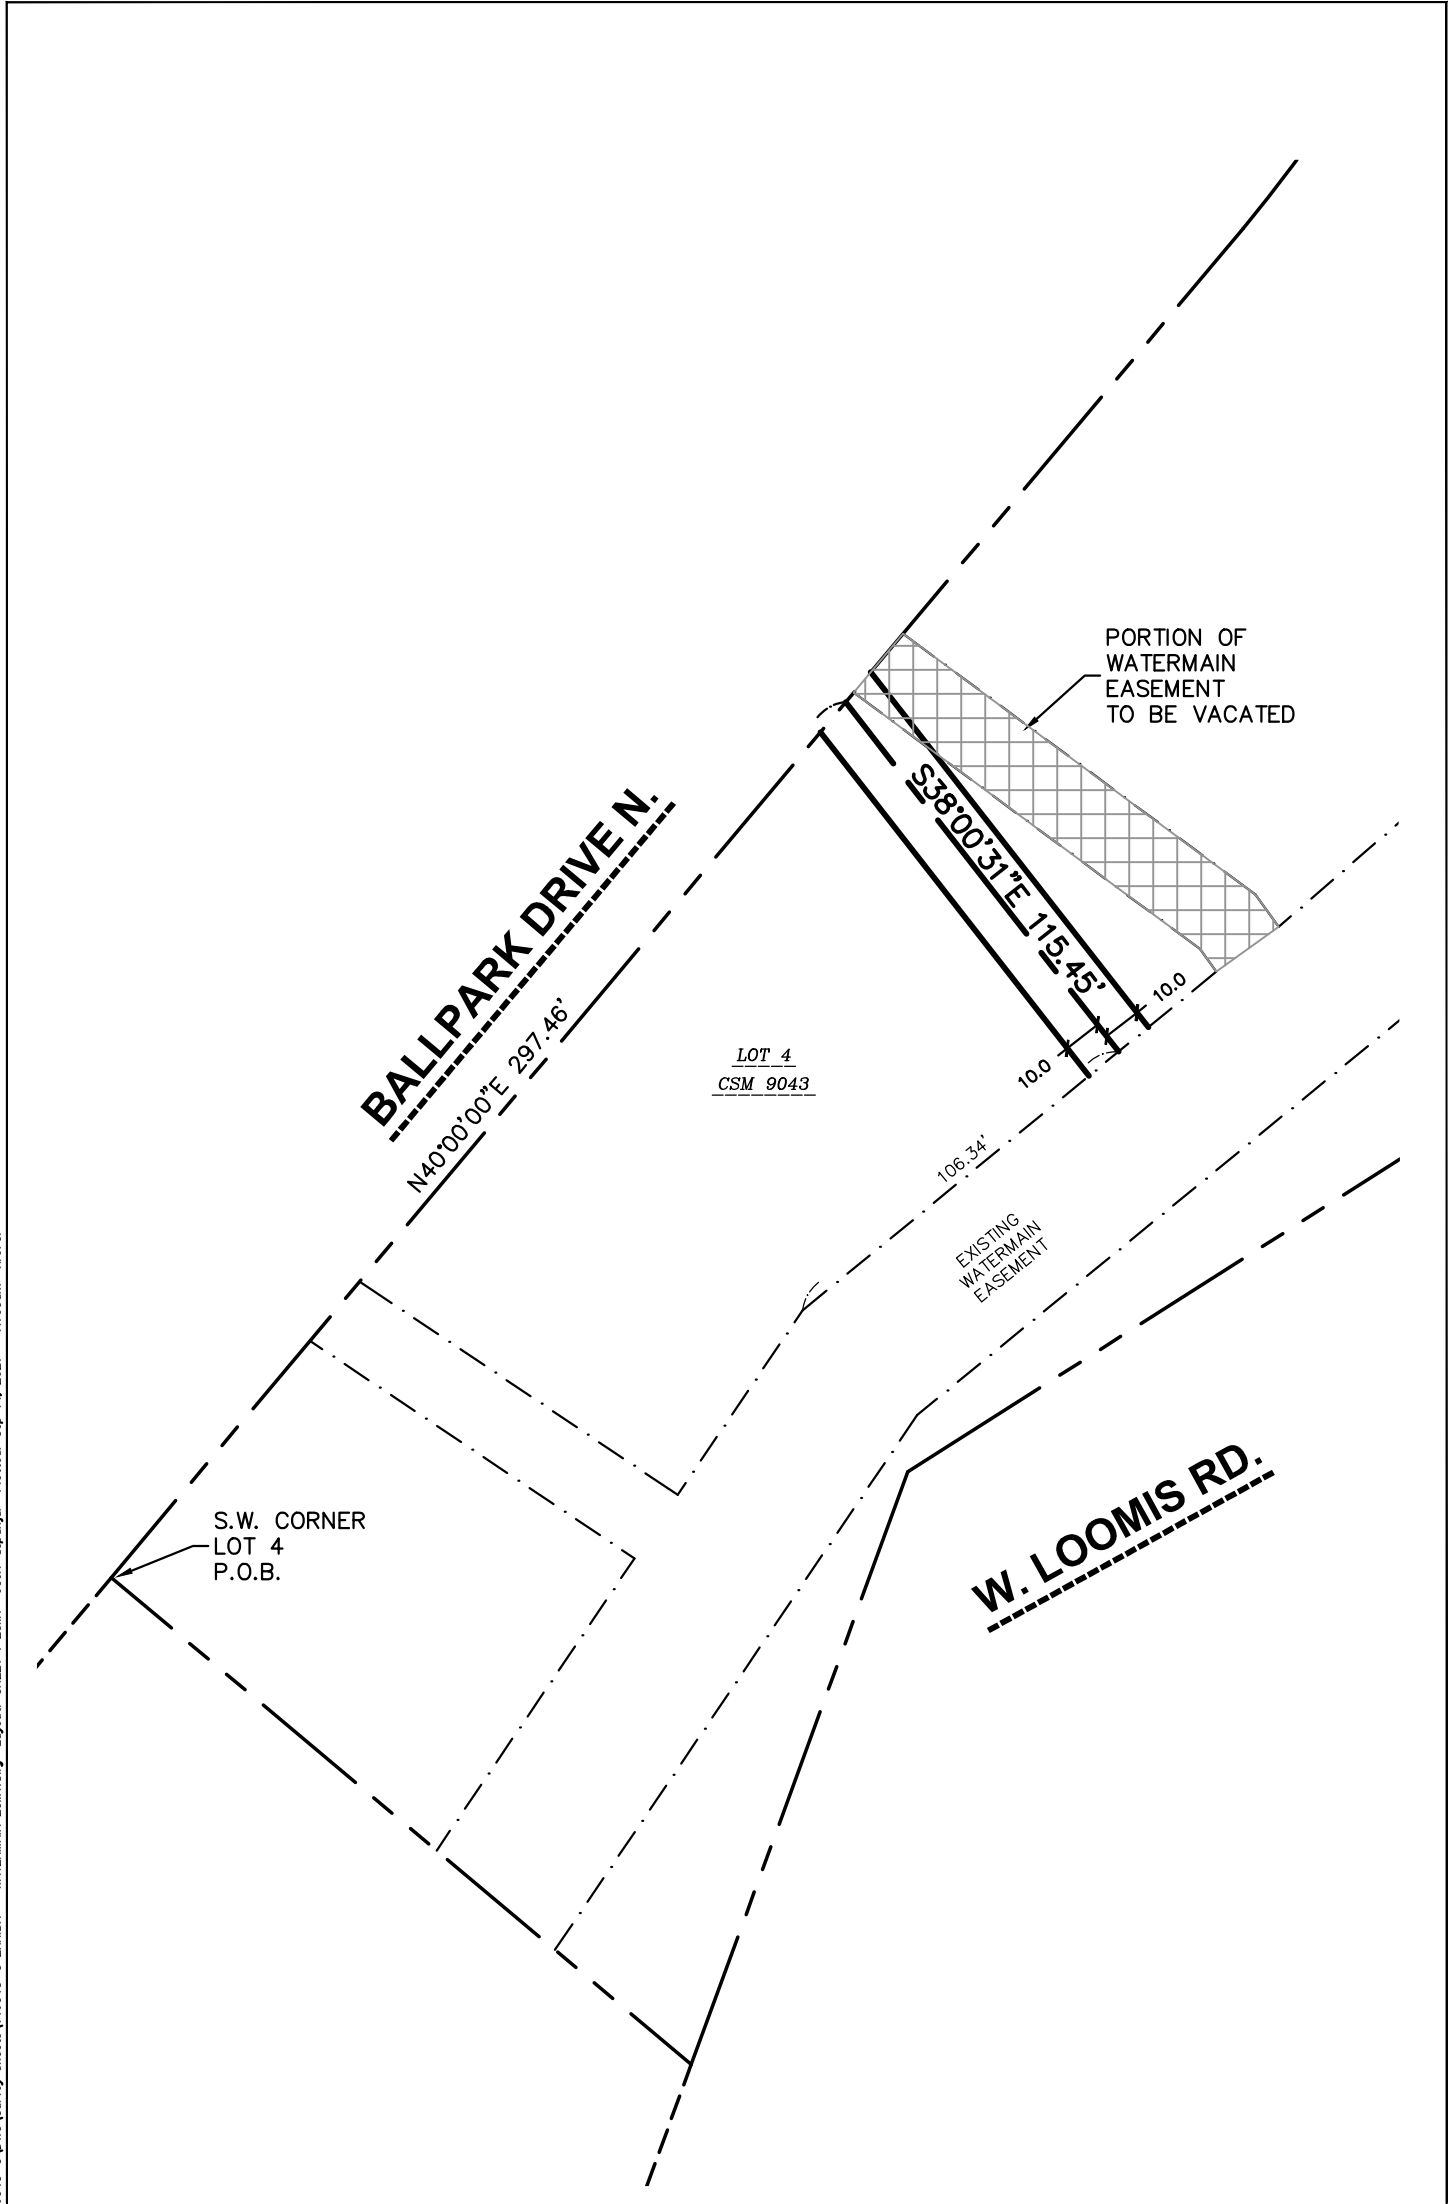 PORTION OF
WATERMAIN
EASEMENT
TO BE VACATED
S38°00'31"E 115.45'
BALLPARK DRIVE N.
N40°00'00"E 297.46'
10.0
10.0
LOT 4
CSM 9043
106.34'
EXISTING
WATERMAIN
EASEMENT
W. LOOMIS RD.
S.W. CORNER
LOT 4
P.O.B.